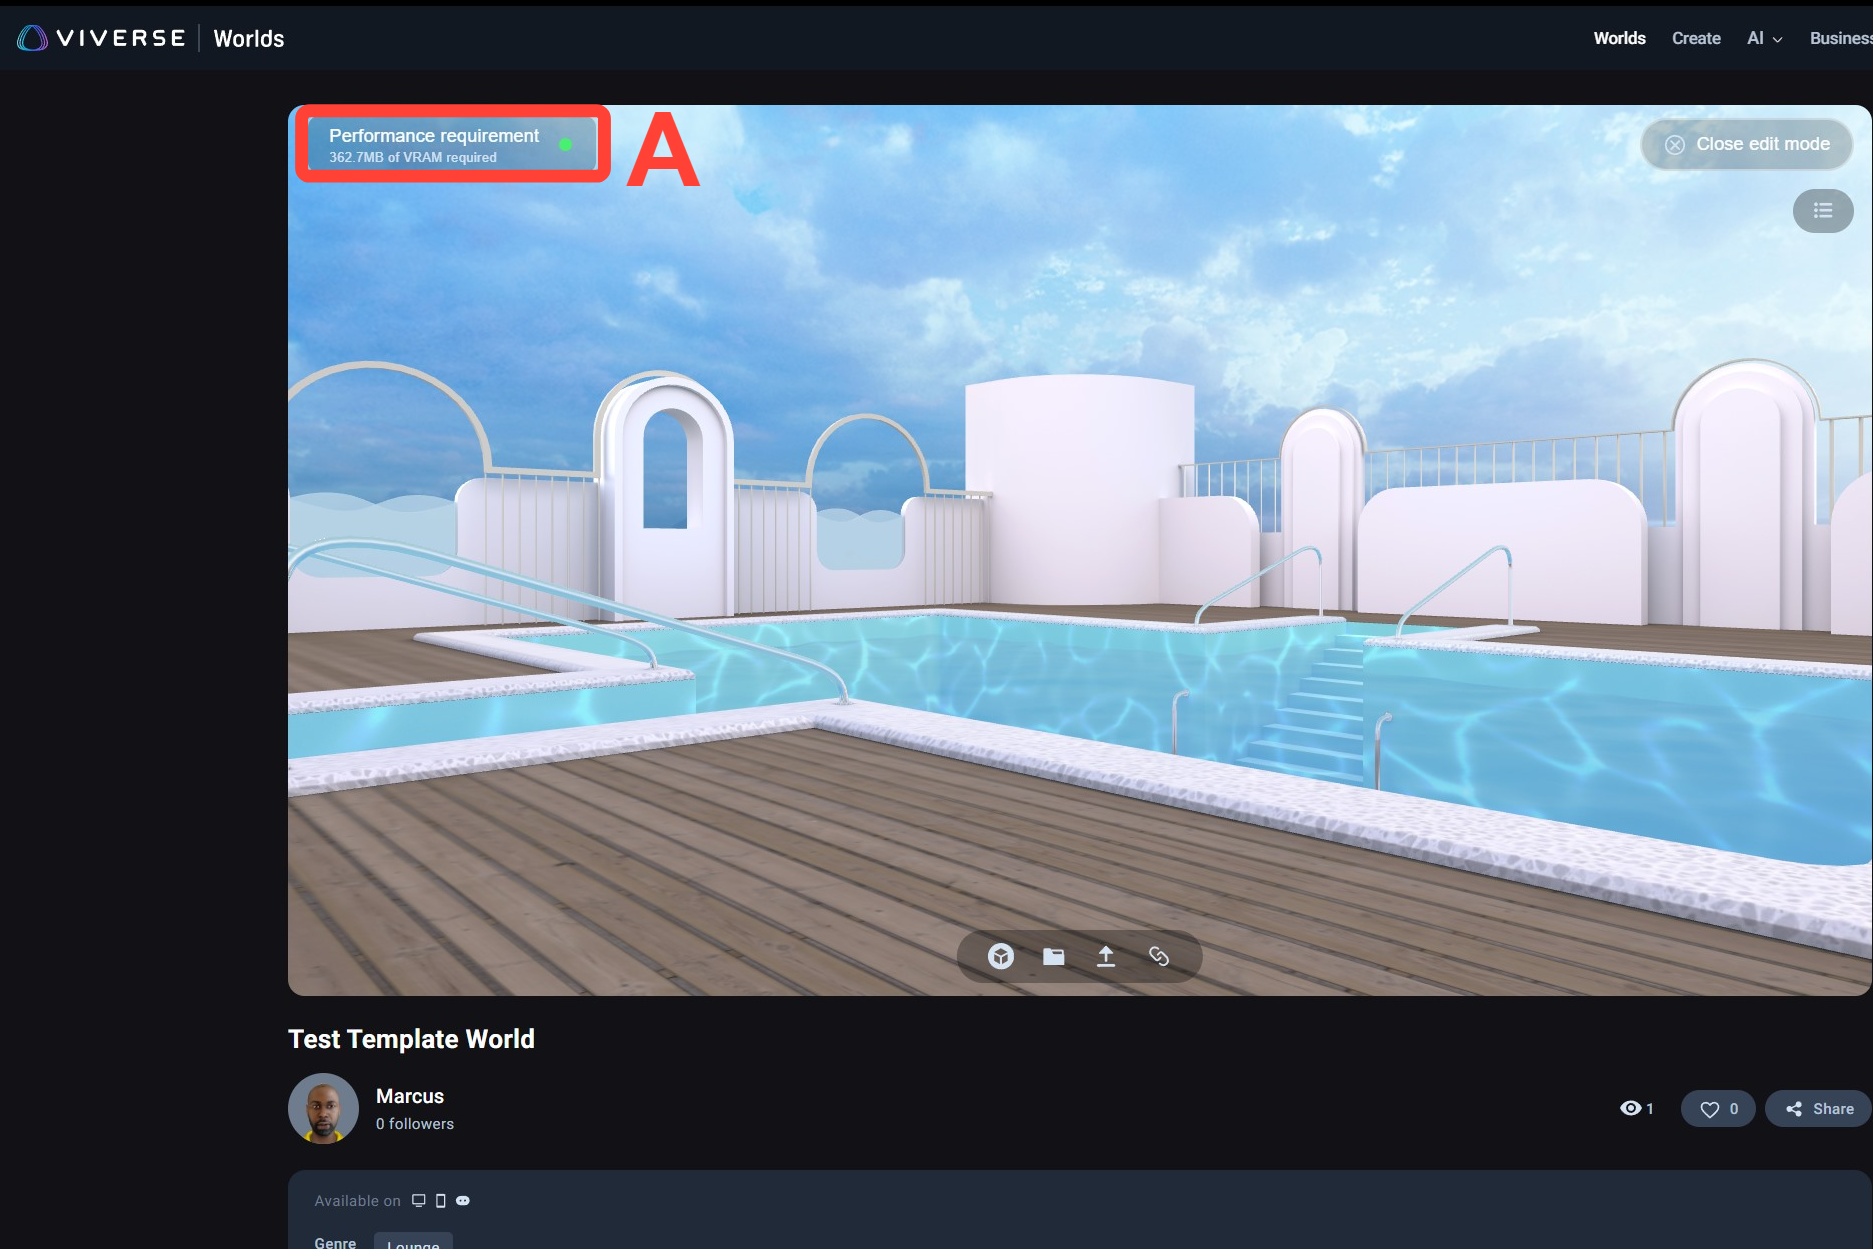 VIVERSE | Worlds
Worlds Create AI Business
Performance requirement
362.7MB of VRAM required
A
Close edit mode
Test Template World
Marcus
0 followers
1
0
Share
Available on
Genre
Lounge